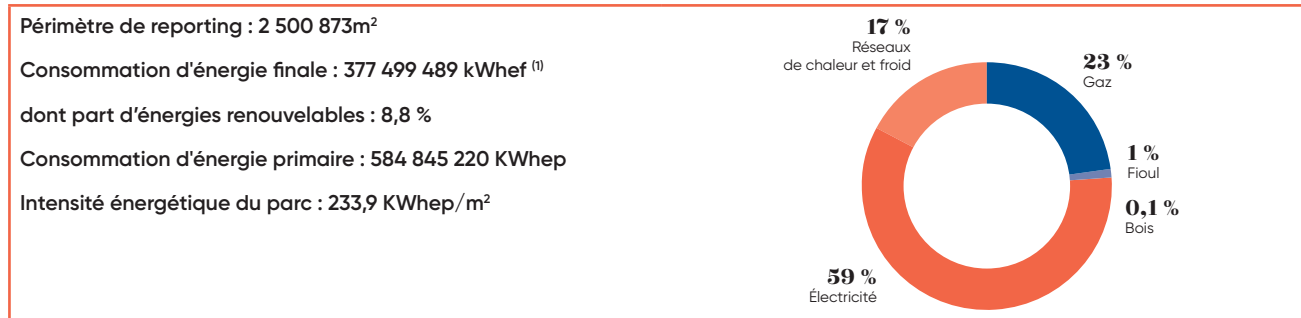 Périmètre de reporting : 2 500 873m²
Consommation d'énergie finale : 377 499 489 kWhef ⁽¹⁾
dont part d’énergies renouvelables : 8,8 %
Consommation d'énergie primaire : 584 845 220 KWhep
Intensité énergétique du parc : 233,9 KWhep/m²
17 %
Réseaux
de chaleur et froid
23 %
Gaz
1 %
Fioul
0,1 %
Bois
59 %
Électricité